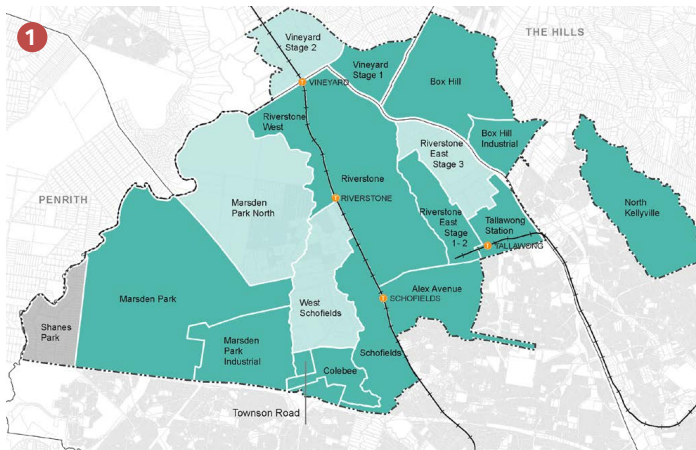 1
THE HILLS
Vineyard
Stage 2
Vineyard
Stage 1
VINEYARD
Box Hill
Riverstone
West
Riverstone
East
Stage 3
Box Hill
Industrial
Riverstone
RIVERSTONE
PENRITH
Marsden
Park North
North
Kellyville
Riverstone
East
Stage
1- 2
Tallawong
Station
TALLAWONG
Marsden Park
West
Schofields
Alex Avenue
SCHOFIELDS
Shanes
Park
Marsden
Park
Industrial
Schofields
Colebee
Townson Road